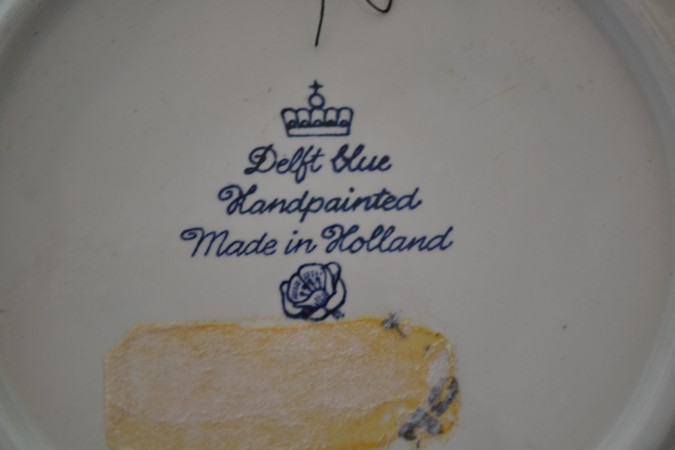 Delft blue
Handpainted
Made in Holland